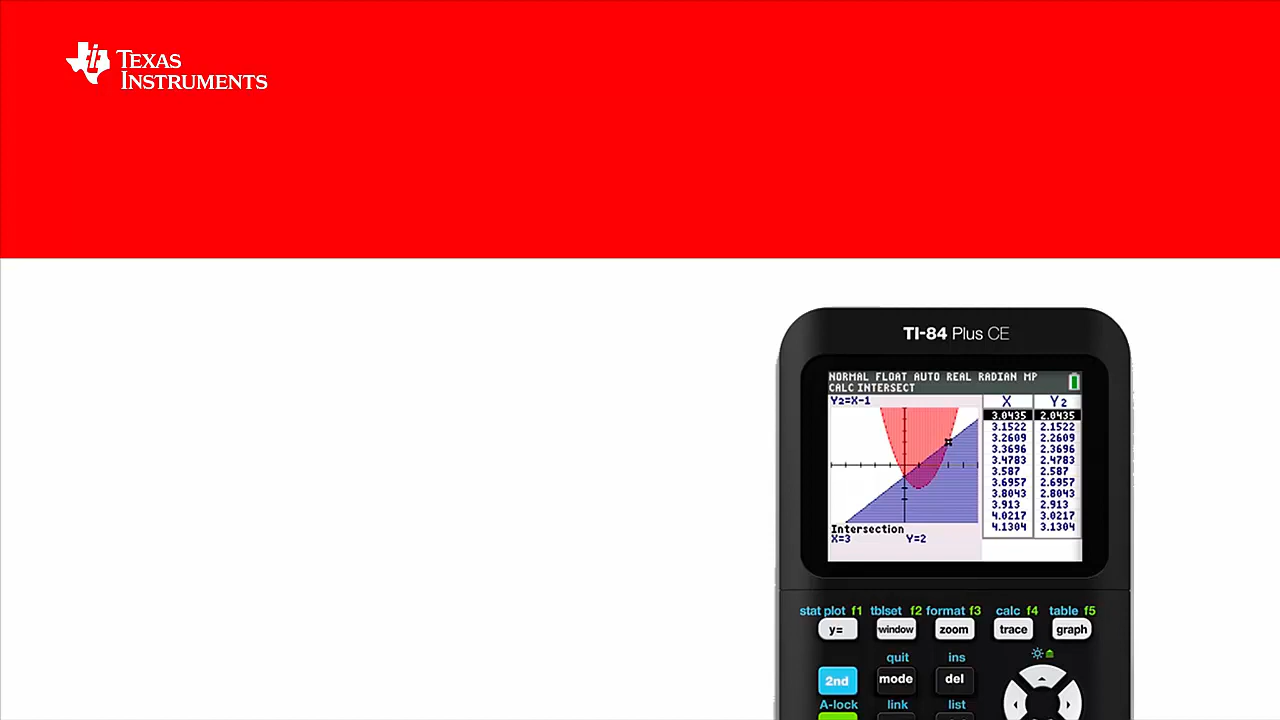 TEXAS
INSTRUMENTS
TI-84 Plus CE
NORMAL FLOAT AUTO REAL RADIAN MP
CALC INTERSECT
Y2=X-1
X Y2
3.0435 2.0435
3.1522 2.1522
3.2609 2.2609
3.3696 2.3696
3.4783 2.4783
3.587 2.587
3.6957 2.6957
3.8043 2.8043
3.913 2.913
4.0217 3.0217
4.1304 3.1304
Intersection
X=3 Y=2
stat plot f1 tblset f2 format f3 calc f4 table f5
y= window zoom trace graph
quit ins
2nd mode del
A-lock link list